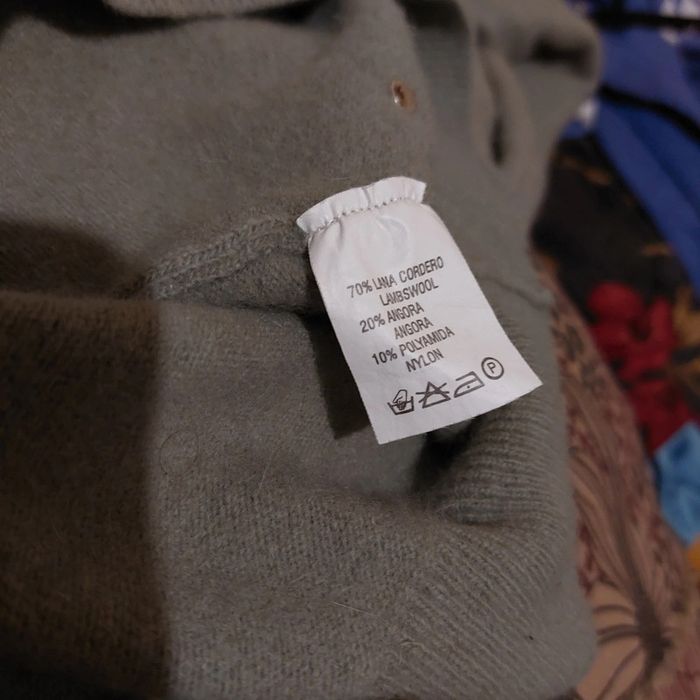 70% LANA CORDERO
LAMBSWOOL
20% ANGORA
ANGORA
10% POLYAMIDA
NYLON
P